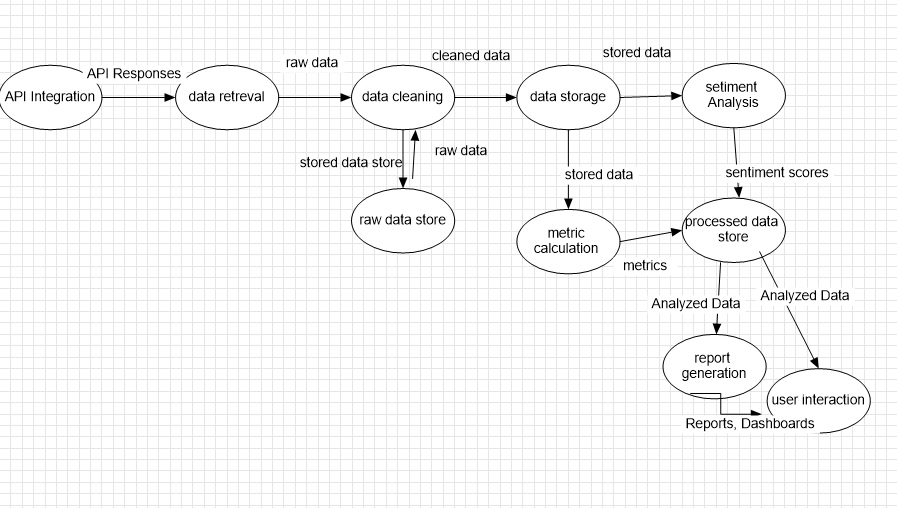 stored data
cleaned data
raw data
API Responses
API Integration
data retreval
data cleaning
data storage
setiment
Analysis
stored data store
raw data
stored data
sentiment scores
raw data store
metric
calculation
processed data
store
metrics
Analyzed Data
Analyzed Data
report
generation
user interaction
Reports, Dashboards